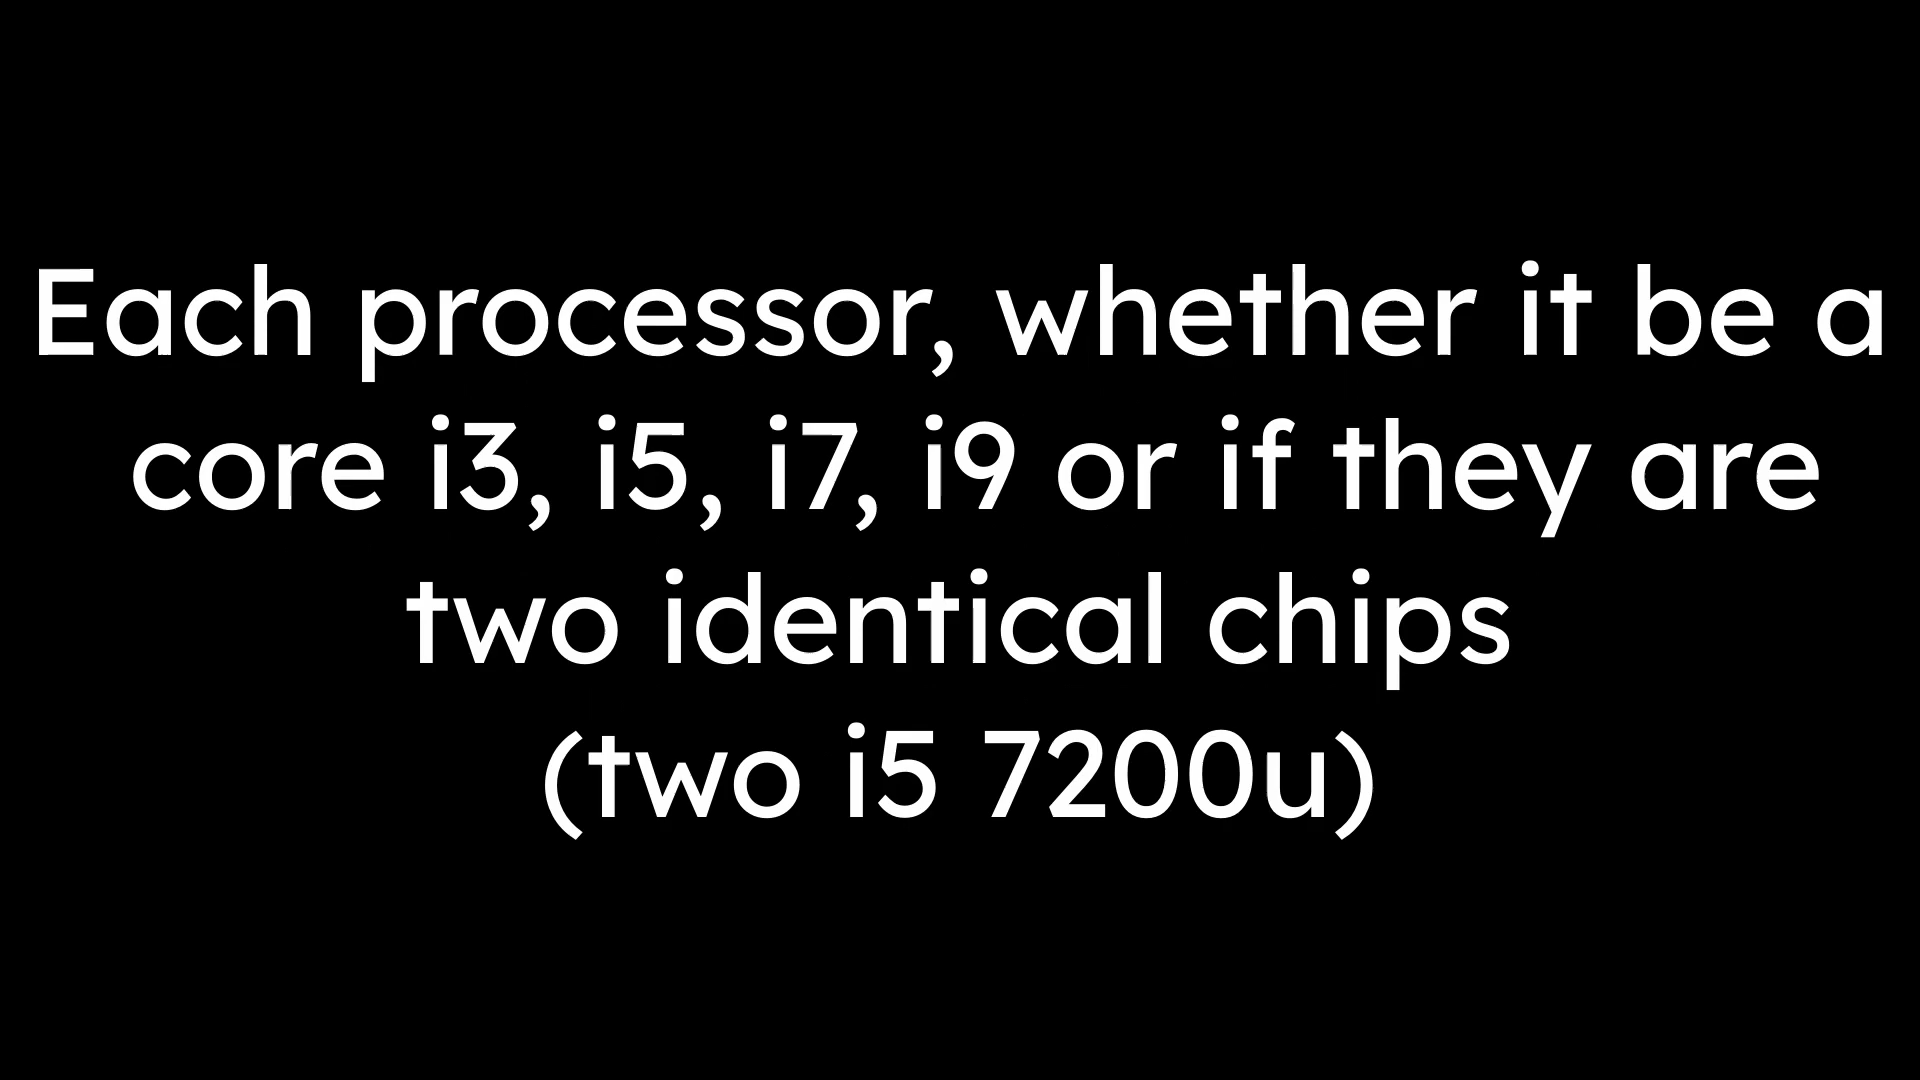 Each processor, whether it be a
core i3, i5, i7, i9 or if they are
two identical chips
(two i5 7200u)